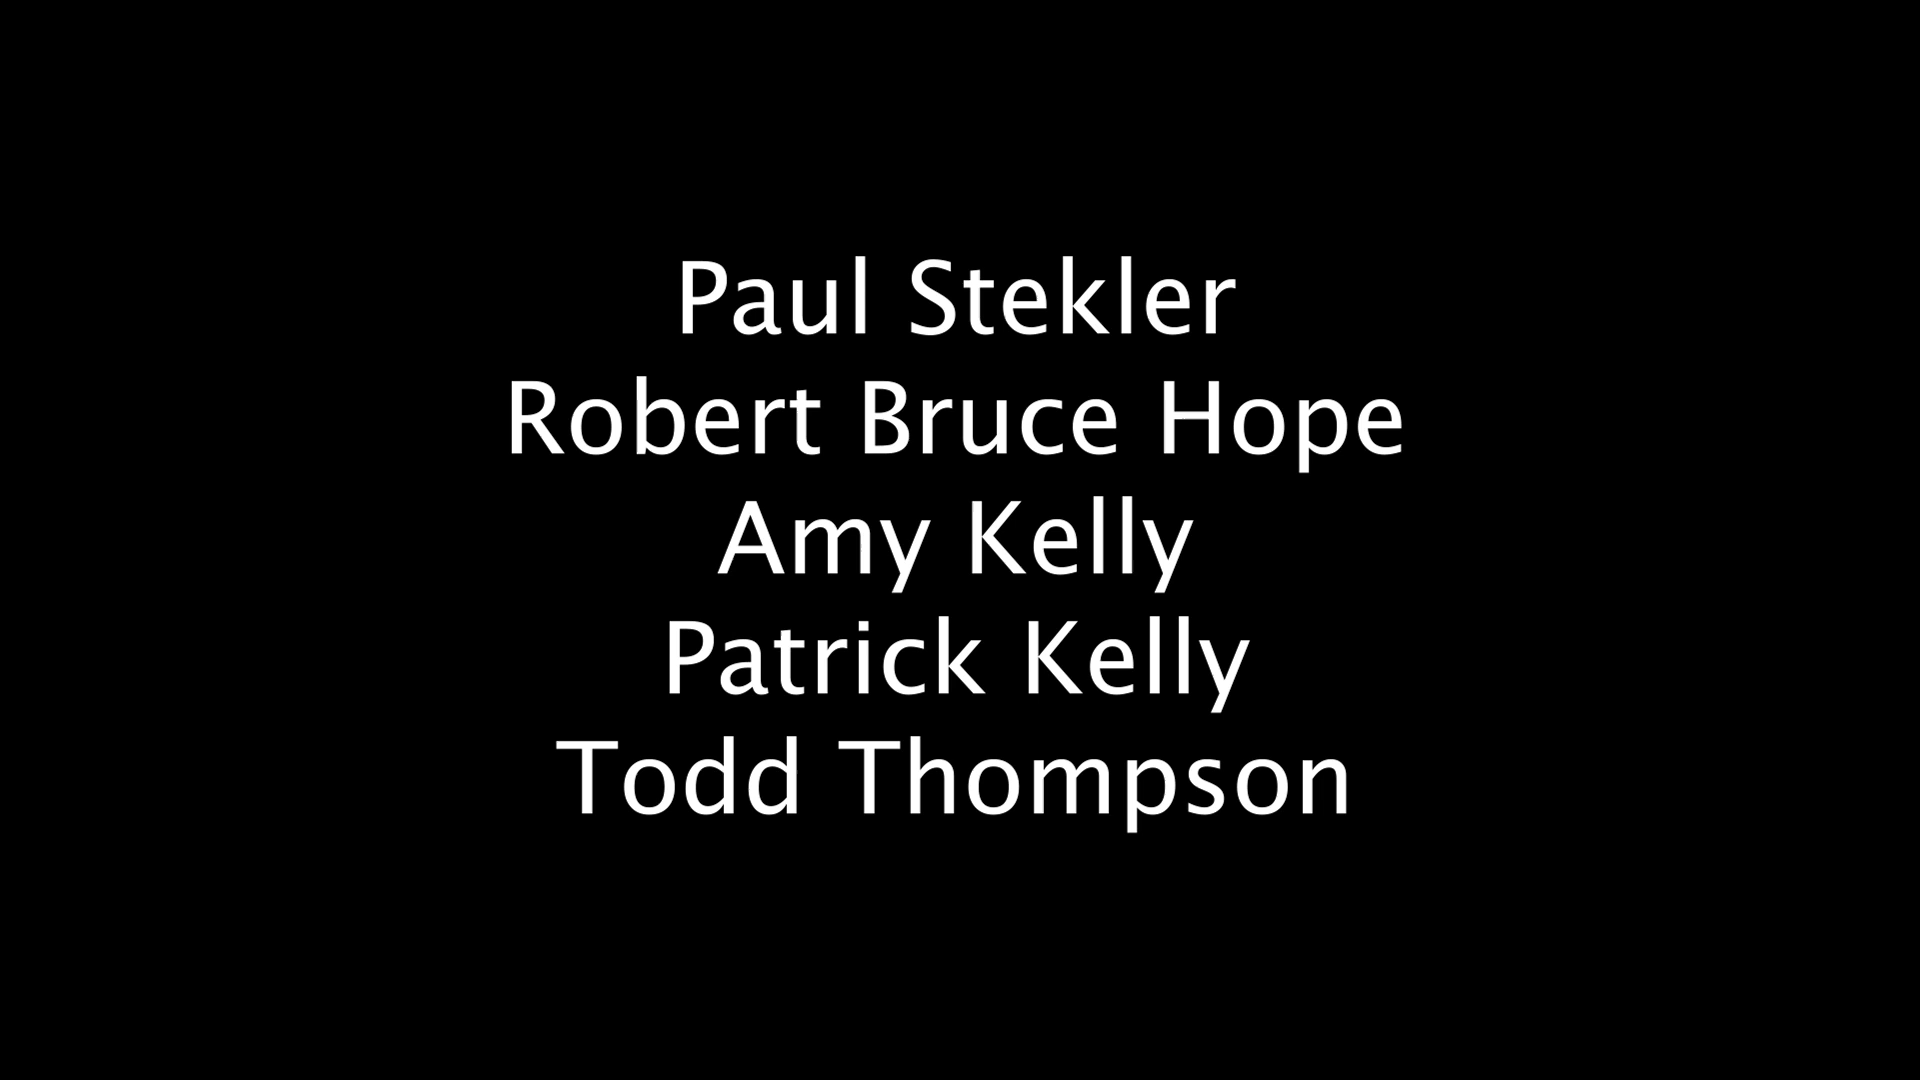 Paul Stekler
Robert Bruce Hope
Amy Kelly
Patrick Kelly
Todd Thompson